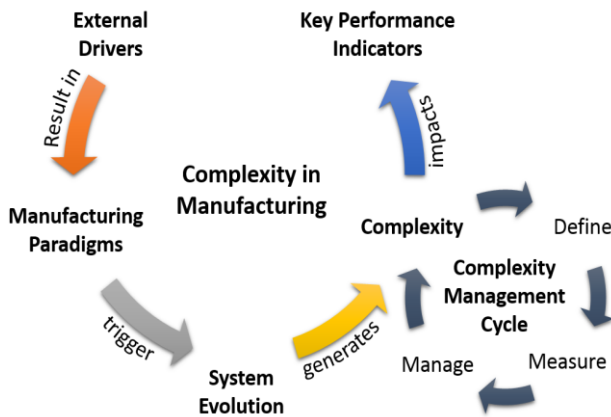 External
Drivers
Key Performance
Indicators
Result in
impacts
Complexity in
Manufacturing
Manufacturing
Paradigms
Complexity
Define
Complexity
Management
Cycle
trigger
generates
Manage
Measure
System
Evolution